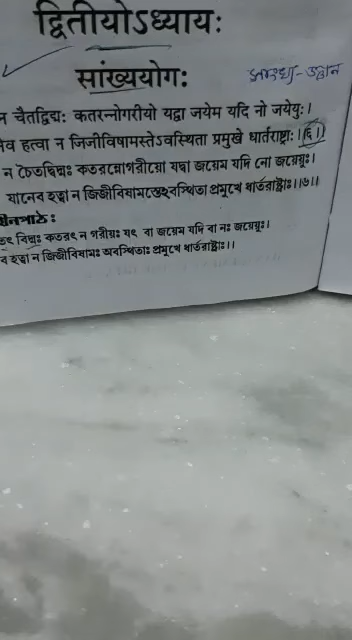 द्वितीयोऽध्यायः
सांख्ययोगः
न चैतद्विद्मः कतरन्नोगरीयो यद्वा जयेम यदि नो जयेयुः।
हत्वा न जिजीविषामस्तेऽवस्थिता प्रमुखे धार्तराष्ट्राः।।६।।
ন চৈতদ্বিদ্মঃ কতরন্নোগরীয়ো যদ্বা জয়েম যদি নো জয়েয়ুঃ।
যানেব হত্বা ন জিজীবিষামস্তেঽবস্থিতা প্রমুখে ধার্তরাষ্ট্রাঃ।।৬।।
বিদ্মঃ কতরৎ ন গরীয়ঃ যৎ বা জয়েম যদি বা নঃ জয়েয়ুঃ।
হত্বা ন জিজীবিষামঃ অবস্থিতাঃ প্রমুখে ধার্তরাষ্ট্রাঃ।।